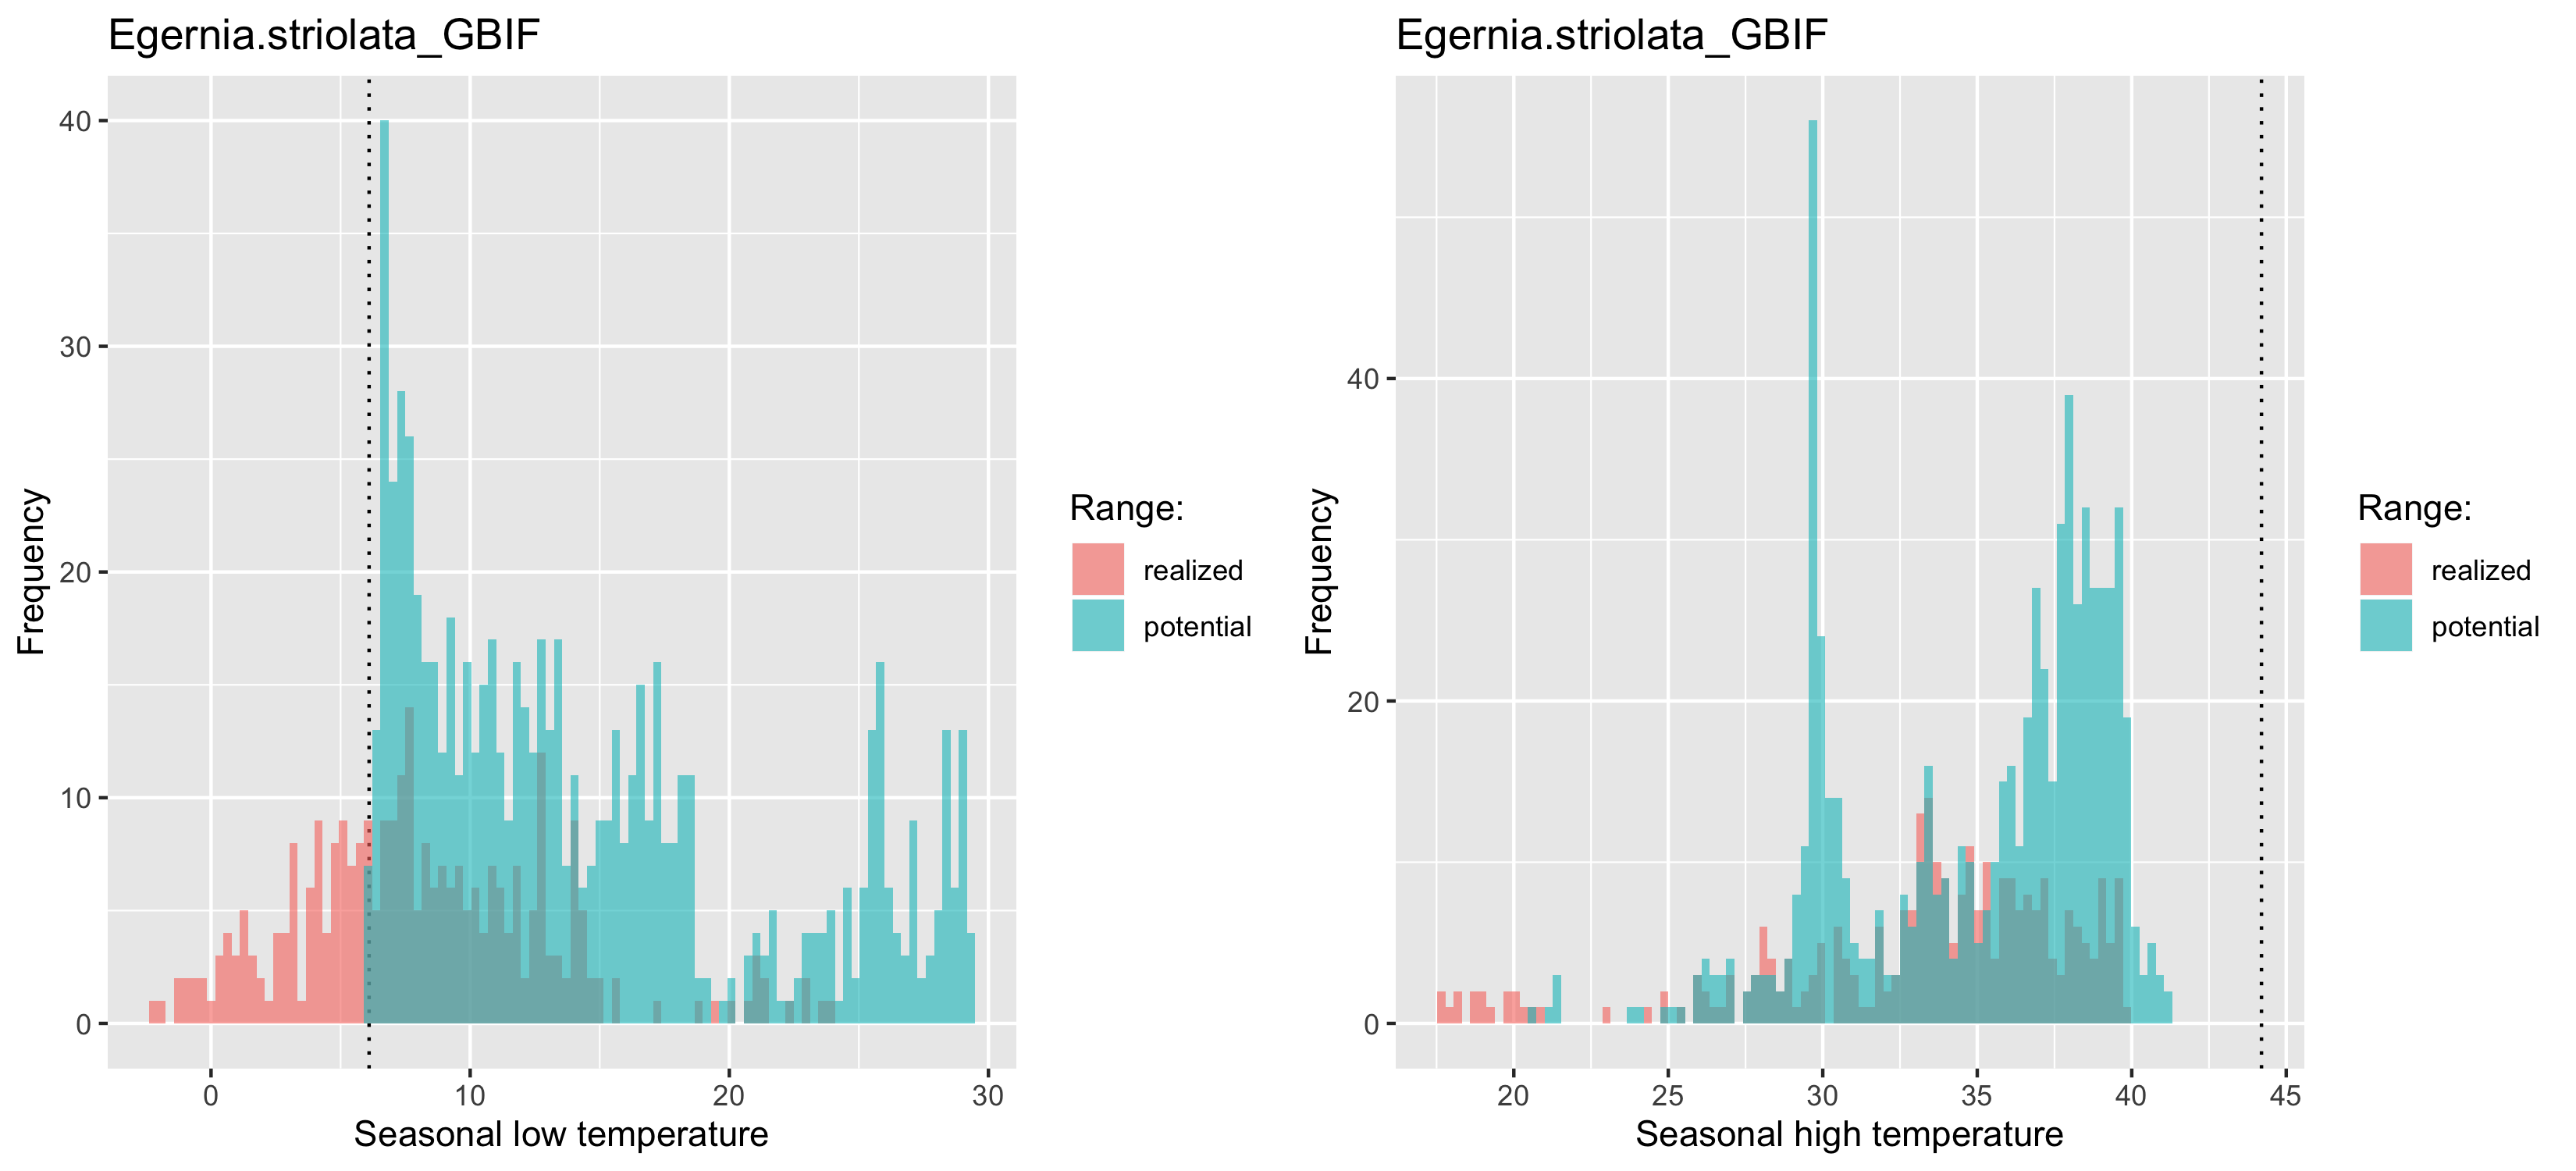 Egernia.striolata_GBIF
40
30
20
10
0
Frequency
0 10 20 30
Seasonal low temperature
Range:
realized
potential
Egernia.striolata_GBIF
40
20
0
Frequency
20 25 30 35 40 45
Seasonal high temperature
Range:
realized
potential